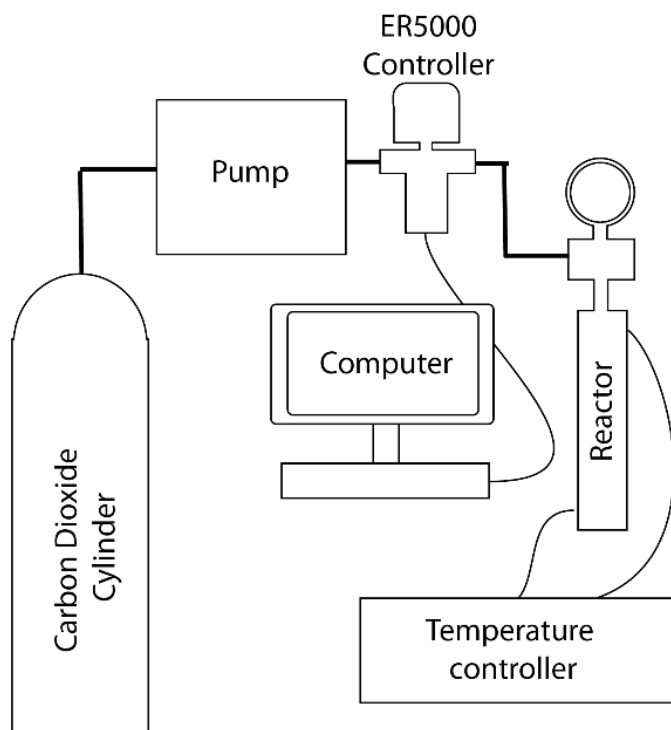 ER5000
Controller
Pump
Computer
Reactor
Carbon Dioxide
Cylinder
Temperature
controller